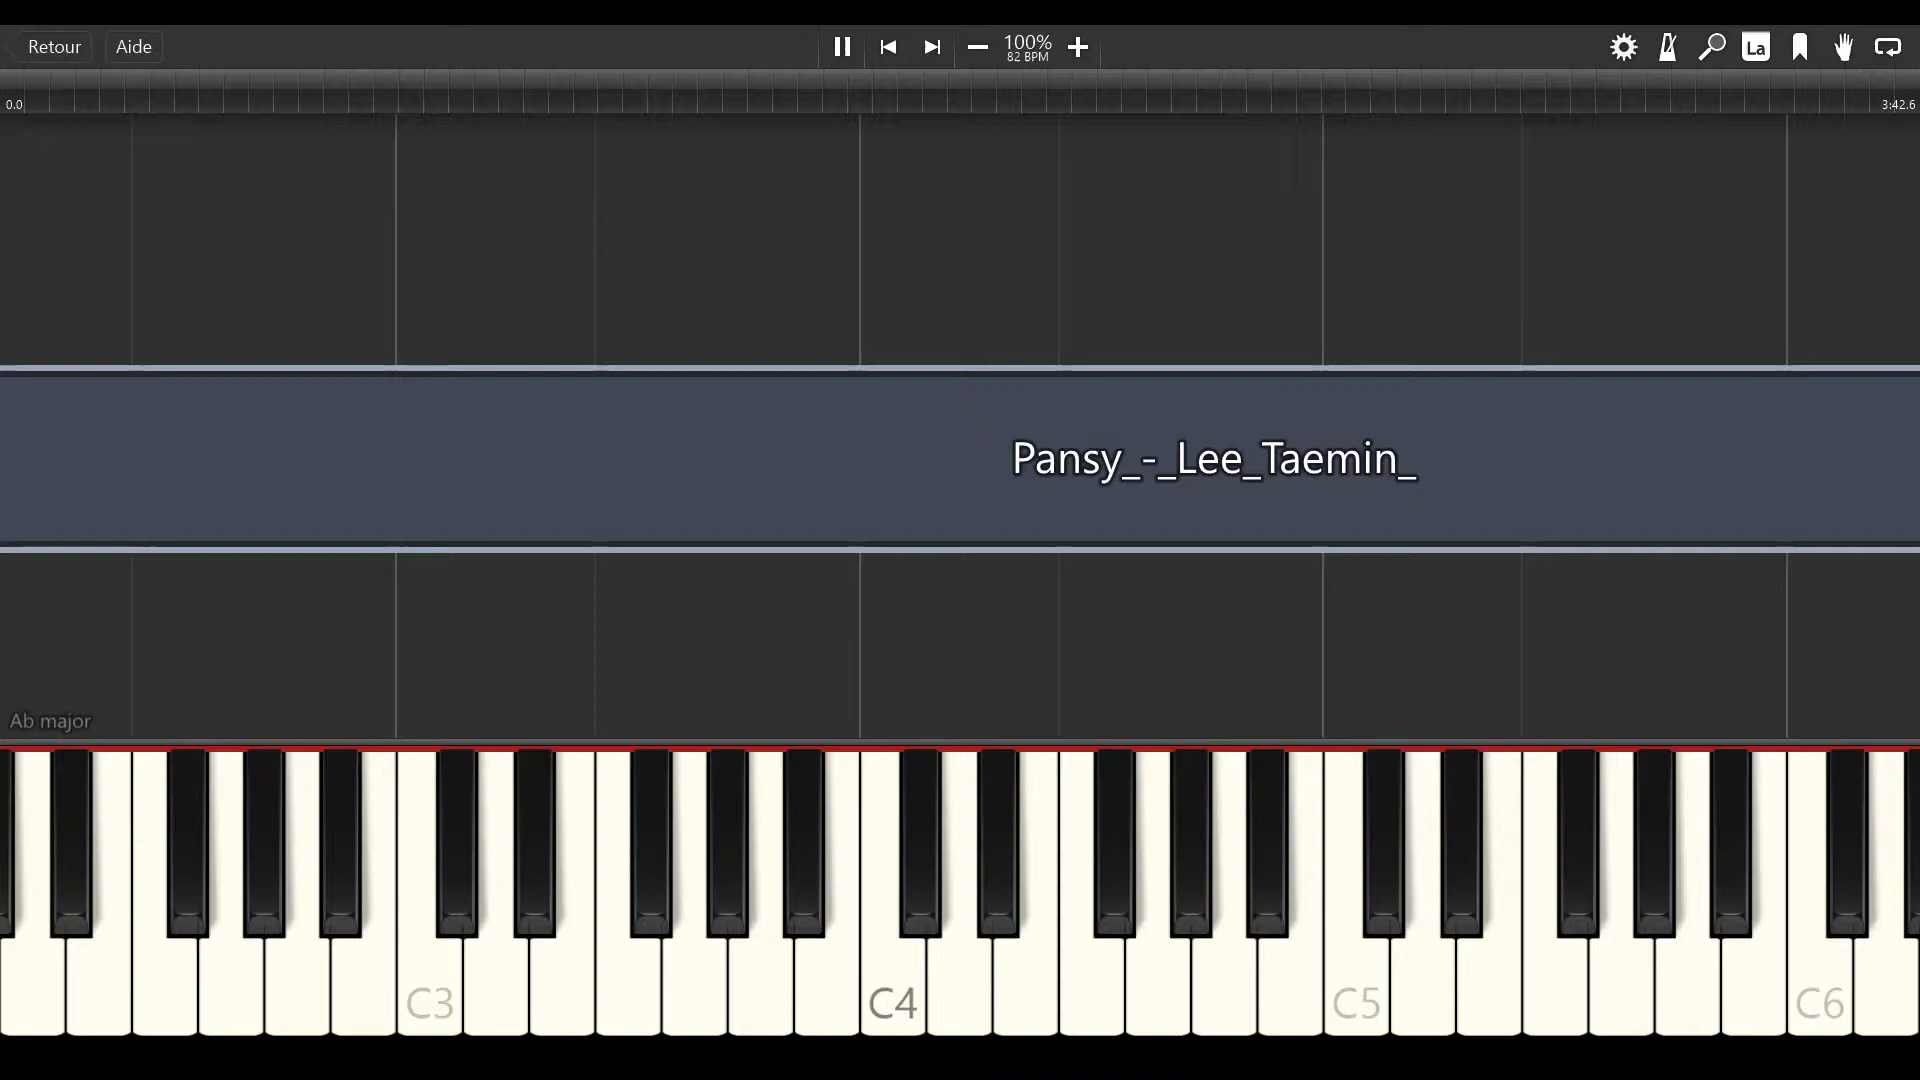 Retour
Aide
100%
82 BPM
La
0.0
3:42.6
Pansy_-_Lee_Taemin_
Ab major
C3
C4
C5
C6